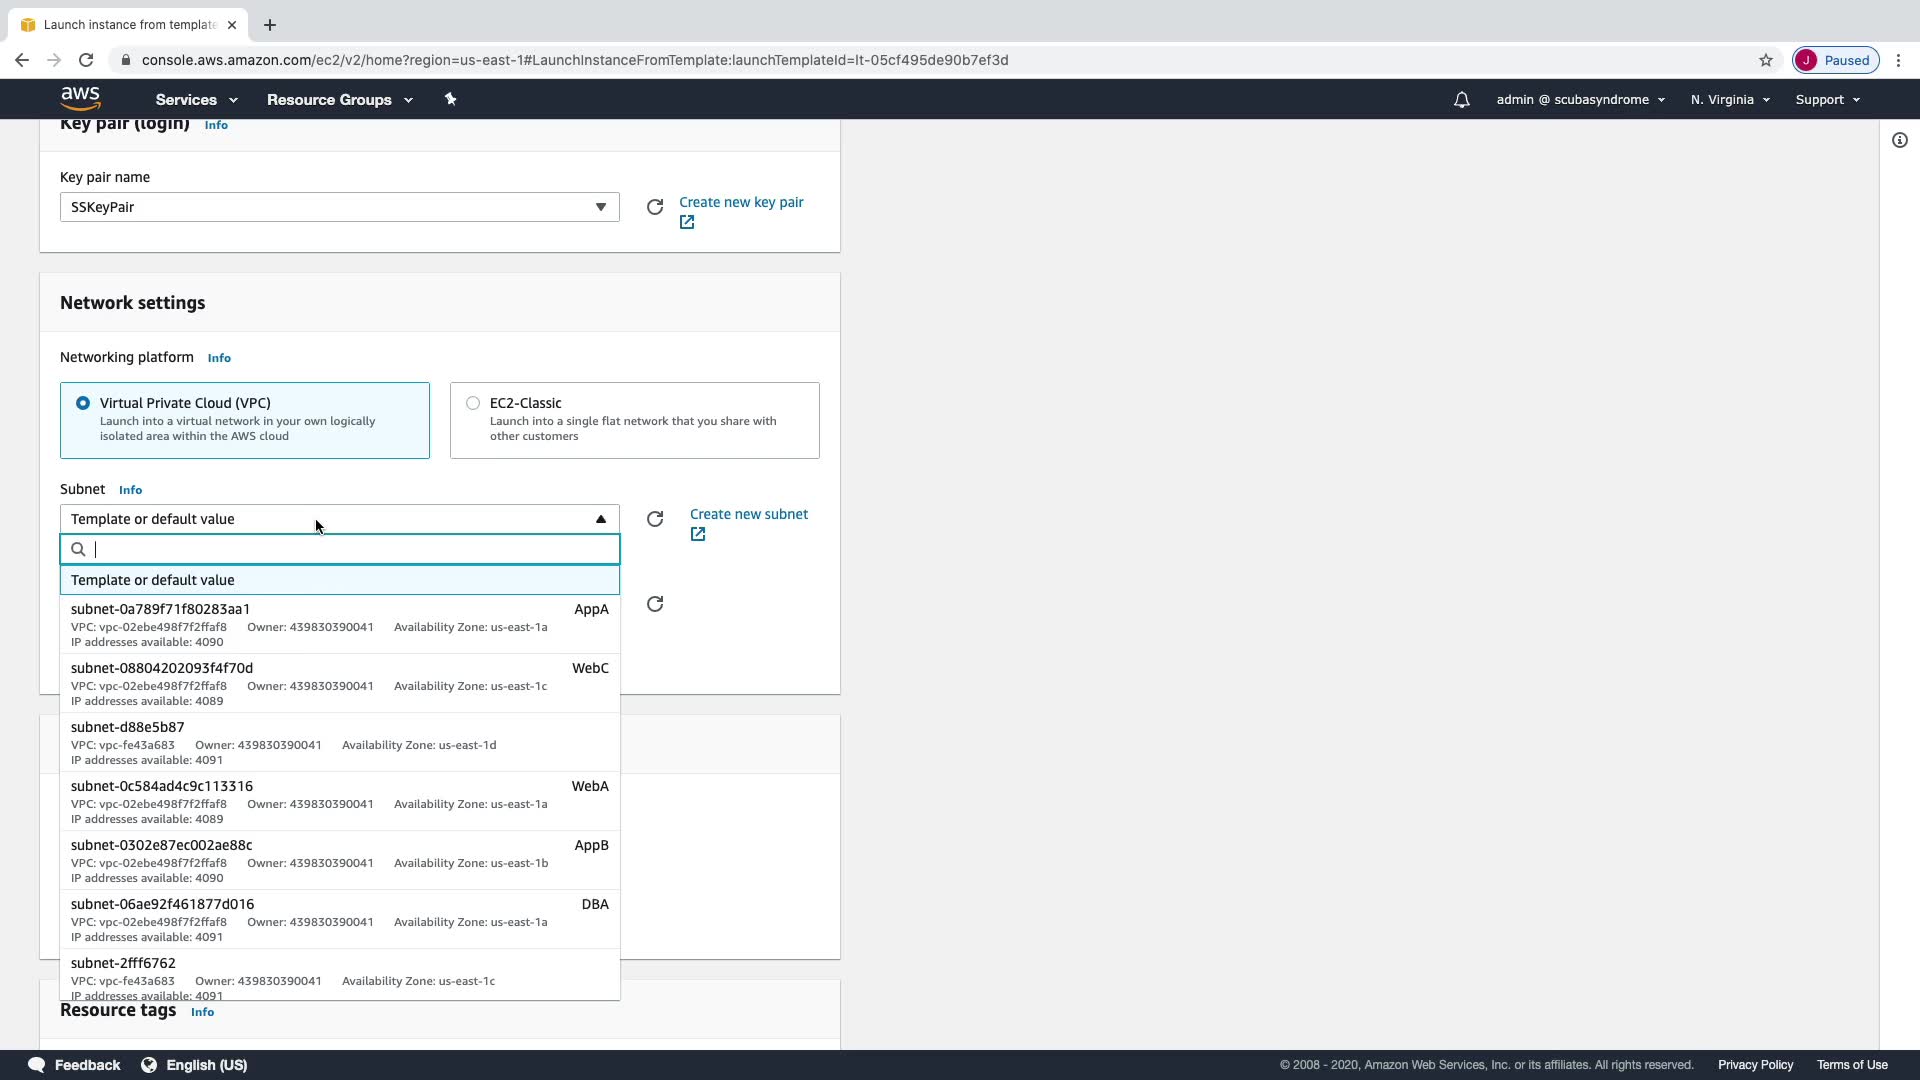 Launch instance from template
console.aws.amazon.com/ec2/v2/home?region=us-east-1#LaunchInstanceFromTemplate:launchTemplateId=lt-05cf495de90b7ef3d
J Paused
aws Services Resource Groups admin @ scubasyndrome N. Virginia Support
Key pair (login) Info
Key pair name
SSKeyPair
Create new key pair
Network settings
Networking platform Info
Virtual Private Cloud (VPC)
Launch into a virtual network in your own logically
isolated area within the AWS cloud
EC2-Classic
Launch into a single flat network that you share with
other customers
Subnet Info
Template or default value
Create new subnet
Template or default value
subnet-0a789f71f80283aa1 AppA
VPC: vpc-02ebe498f7f2ffaf8 Owner: 439830390041 Availability Zone: us-east-1a
IP addresses available: 4090
subnet-08804202093f4f70d WebC
VPC: vpc-02ebe498f7f2ffaf8 Owner: 439830390041 Availability Zone: us-east-1c
IP addresses available: 4089
subnet-d88e5b87
VPC: vpc-fe43a683 Owner: 439830390041 Availability Zone: us-east-1d
IP addresses available: 4091
subnet-0c584ad4c9c113316 WebA
VPC: vpc-02ebe498f7f2ffaf8 Owner: 439830390041 Availability Zone: us-east-1a
IP addresses available: 4089
subnet-0302e87ec002ae88c AppB
VPC: vpc-02ebe498f7f2ffaf8 Owner: 439830390041 Availability Zone: us-east-1b
IP addresses available: 4090
subnet-06ae92f461877d016 DBA
VPC: vpc-02ebe498f7f2ffaf8 Owner: 439830390041 Availability Zone: us-east-1a
IP addresses available: 4091
subnet-2fff6762
VPC: vpc-fe43a683 Owner: 439830390041 Availability Zone: us-east-1c
IP addresses available: 4091
Resource tags Info
Feedback English (US) © 2008 - 2020, Amazon Web Services, Inc. or its affiliates. All rights reserved. Privacy Policy Terms of Use